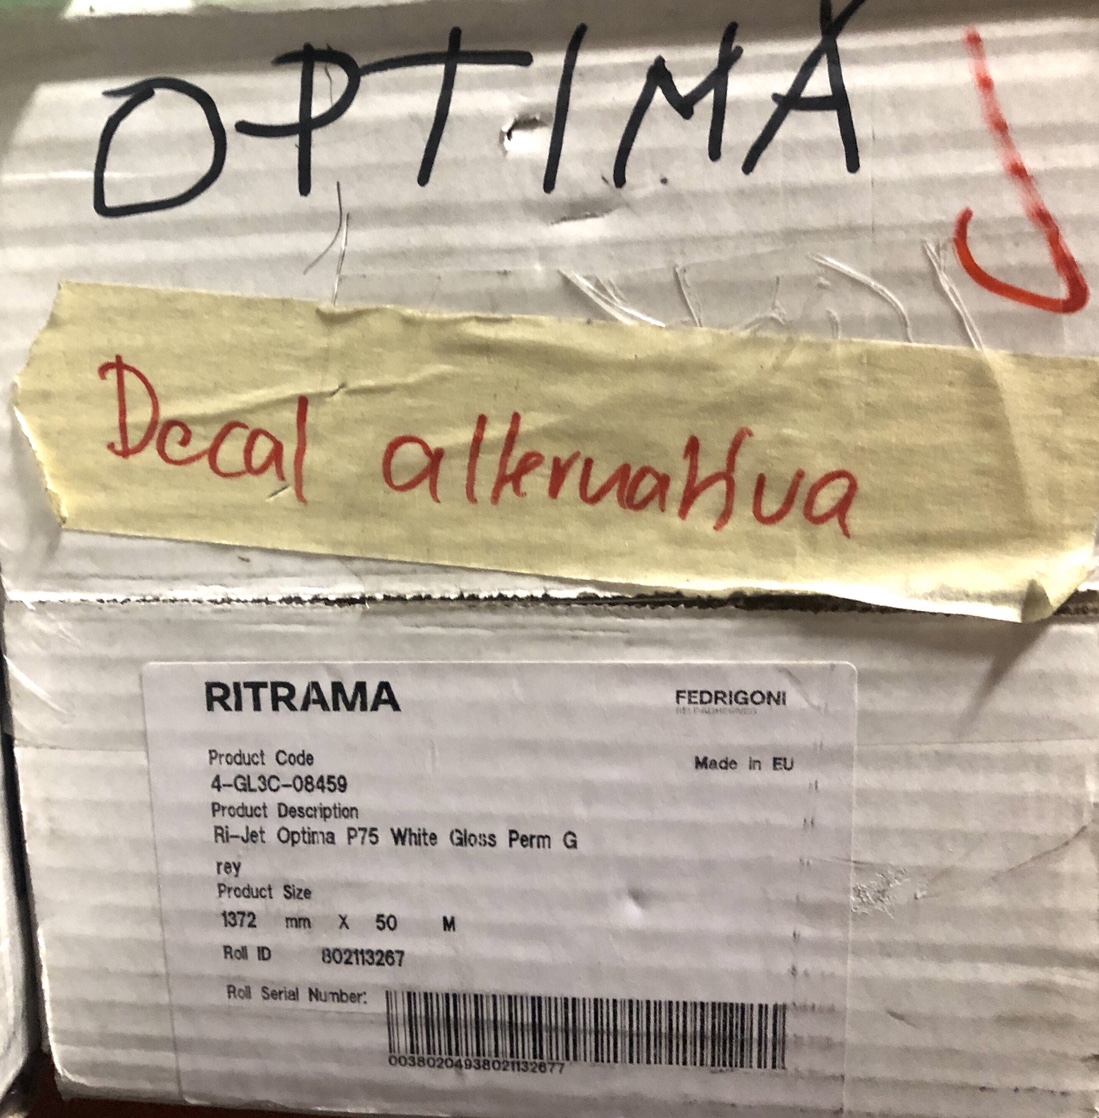 OPTIMA
Decal alternativa
RITRAMA
FEDRIGONI
Product Code
Made in EU
4-GL3C-08459
Product Description
Ri-Jet Optima P75 White Gloss Perm G
rey
Product Size
1372 mm X 50 M
Roll ID 802113267
Roll Serial Number:
00380204938021132677